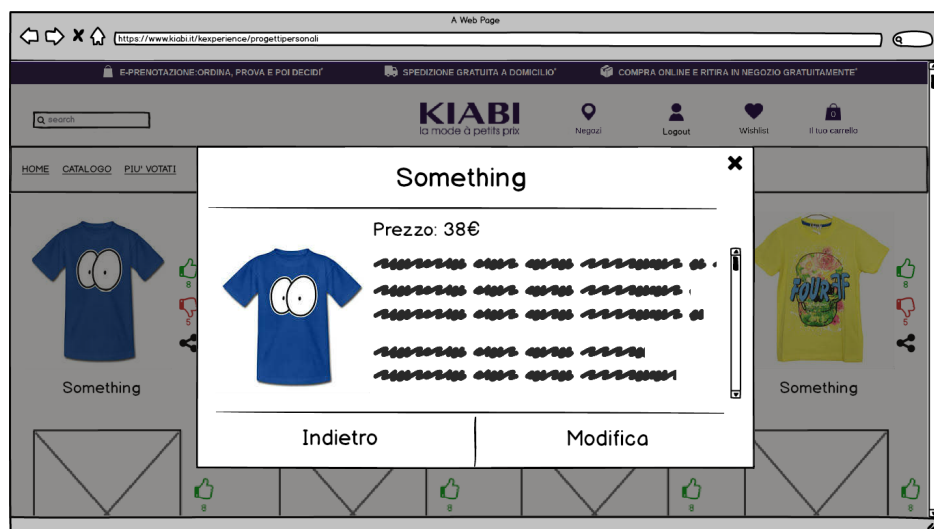 A Web Page
https://www.kiabi.it/kexperience/progettipersonali
E-PRENOTAZIONE:ORDINA, PROVA E POI DECIDI*
SPEDIZIONE GRATUITA A DOMICILIO*
COMPRA ONLINE E RITIRA IN NEGOZIO GRATUITAMENTE*
search
KIABI
la mode à petits prix
Negozi
Logout
Wishlist
0
Il tuo carrello
HOME CATALOGO PIU' VOTATI
Something
Prezzo: 38€
8
5
Something
FOUR
8
5
Something
Indietro
Modifica
8
8
8
8